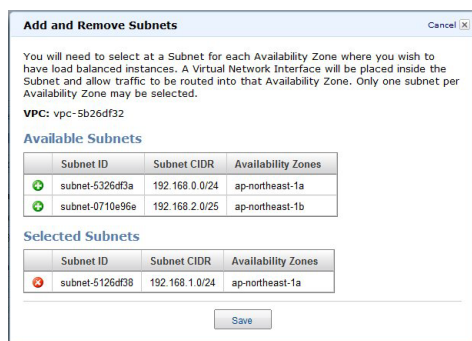 Add and Remove Subnets
Cancel
You will need to select at a Subnet for each Availability Zone where you wish to
have load balanced instances. A Virtual Network Interface will be placed inside the
Subnet and allow traffic to be routed into that Availability Zone. Only one subnet per
Availability Zone may be selected.
VPC: vpc-5b26df32
Available Subnets
Subnet ID Subnet CIDR Availability Zones
subnet-5326df3a 192.168.0.0/24 ap-northeast-1a
subnet-0710e96e 192.168.2.0/25 ap-northeast-1b
Selected Subnets
Subnet ID Subnet CIDR Availability Zones
subnet-5126df38 192.168.1.0/24 ap-northeast-1a
Save